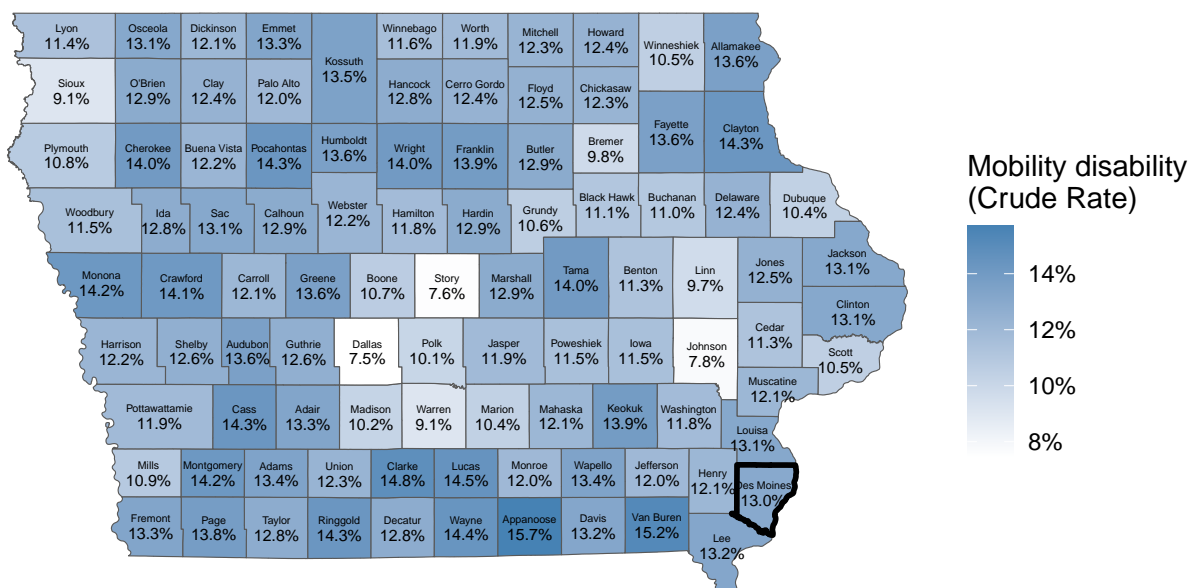 Lyon
11.4%
Osceola
13.1%
Dickinson
12.1%
Emmet
13.3%
Kossuth
13.5%
Winnebago
11.6%
Worth
11.9%
Mitchell
12.3%
Howard
12.4%
Winneshiek
10.5%
Allamakee
13.6%
Sioux
9.1%
O'Brien
12.9%
Clay
12.4%
Palo Alto
12.0%
Hancock
12.8%
Cerro Gordo
12.4%
Floyd
12.5%
Chickasaw
12.3%
Plymouth
10.8%
Cherokee
14.0%
Buena Vista
12.2%
Pocahontas
14.3%
Humboldt
13.6%
Wright
14.0%
Franklin
13.9%
Butler
12.9%
Bremer
9.8%
Fayette
13.6%
Clayton
14.3%
Woodbury
11.5%
Ida
12.8%
Sac
13.1%
Calhoun
12.9%
Webster
12.2%
Hamilton
11.8%
Hardin
12.9%
Grundy
10.6%
Black Hawk
11.1%
Buchanan
11.0%
Delaware
12.4%
Dubuque
10.4%
Monona
14.2%
Crawford
14.1%
Carroll
12.1%
Greene
13.6%
Boone
10.7%
Story
7.6%
Marshall
12.9%
Tama
14.0%
Benton
11.3%
Linn
9.7%
Jones
12.5%
Jackson
13.1%
Clinton
13.1%
Harrison
12.2%
Shelby
12.6%
Audubon
13.6%
Guthrie
12.6%
Dallas
7.5%
Polk
10.1%
Jasper
11.9%
Poweshiek
11.5%
Iowa
11.5%
Johnson
7.8%
Cedar
11.3%
Scott
10.5%
Muscatine
12.1%
Pottawattamie
11.9%
Cass
14.3%
Adair
13.3%
Madison
10.2%
Warren
9.1%
Marion
10.4%
Mahaska
12.1%
Keokuk
13.9%
Washington
11.8%
Louisa
13.1%
Mills
10.9%
Montgomery
14.2%
Adams
13.4%
Union
12.3%
Clarke
14.8%
Lucas
14.5%
Monroe
12.0%
Wapello
13.4%
Jefferson
12.0%
Henry
12.1%
Des Moines
13.0%
Fremont
13.3%
Page
13.8%
Taylor
12.8%
Ringgold
14.3%
Decatur
12.8%
Wayne
14.4%
Appanoose
15.7%
Davis
13.2%
Van Buren
15.2%
Lee
13.2%
Mobility disability
(Crude Rate)
14%
12%
10%
8%